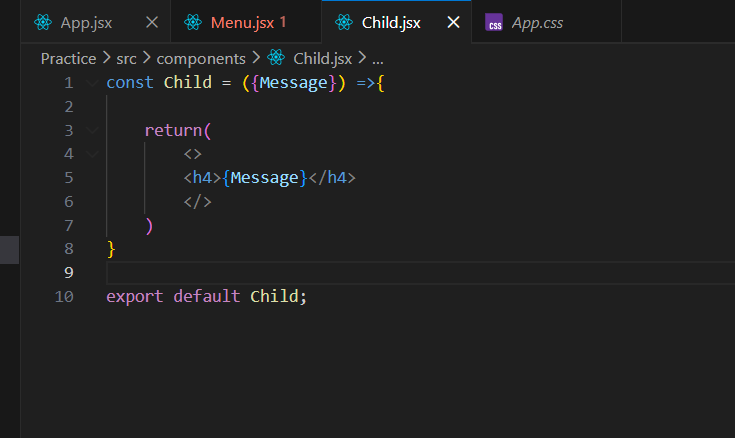 App.jsx
Menu.jsx 1
Child.jsx
css App.css
Practice > src > components > Child.jsx > ...
1 const Child = ({Message}) =>{
2
3 return(
4 <>
5 <h4>{Message}</h4>
6 </>
7 )
8 }
9
10 export default Child;